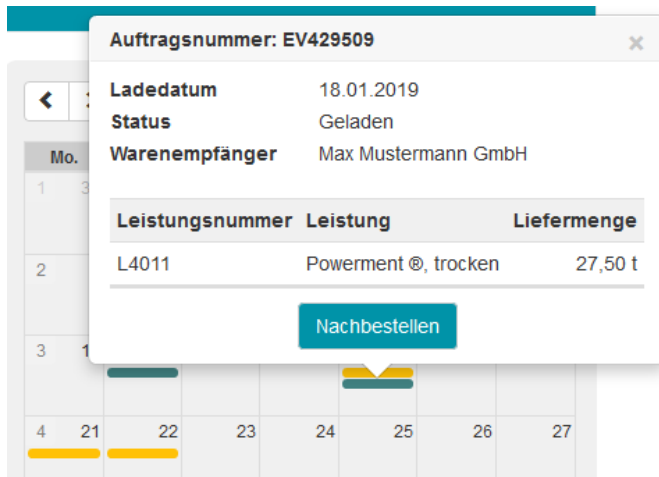 Auftragsnummer: EV429509 ×
Ladedatum 18.01.2019
Status Geladen
Warenempfänger Max Mustermann GmbH
Leistungsnummer Leistung Liefermenge
L4011 Powerment ®, trocken 27,50 t
Nachbestellen
Mo.
1
2
3
4 21 22 23 24 25 26 27